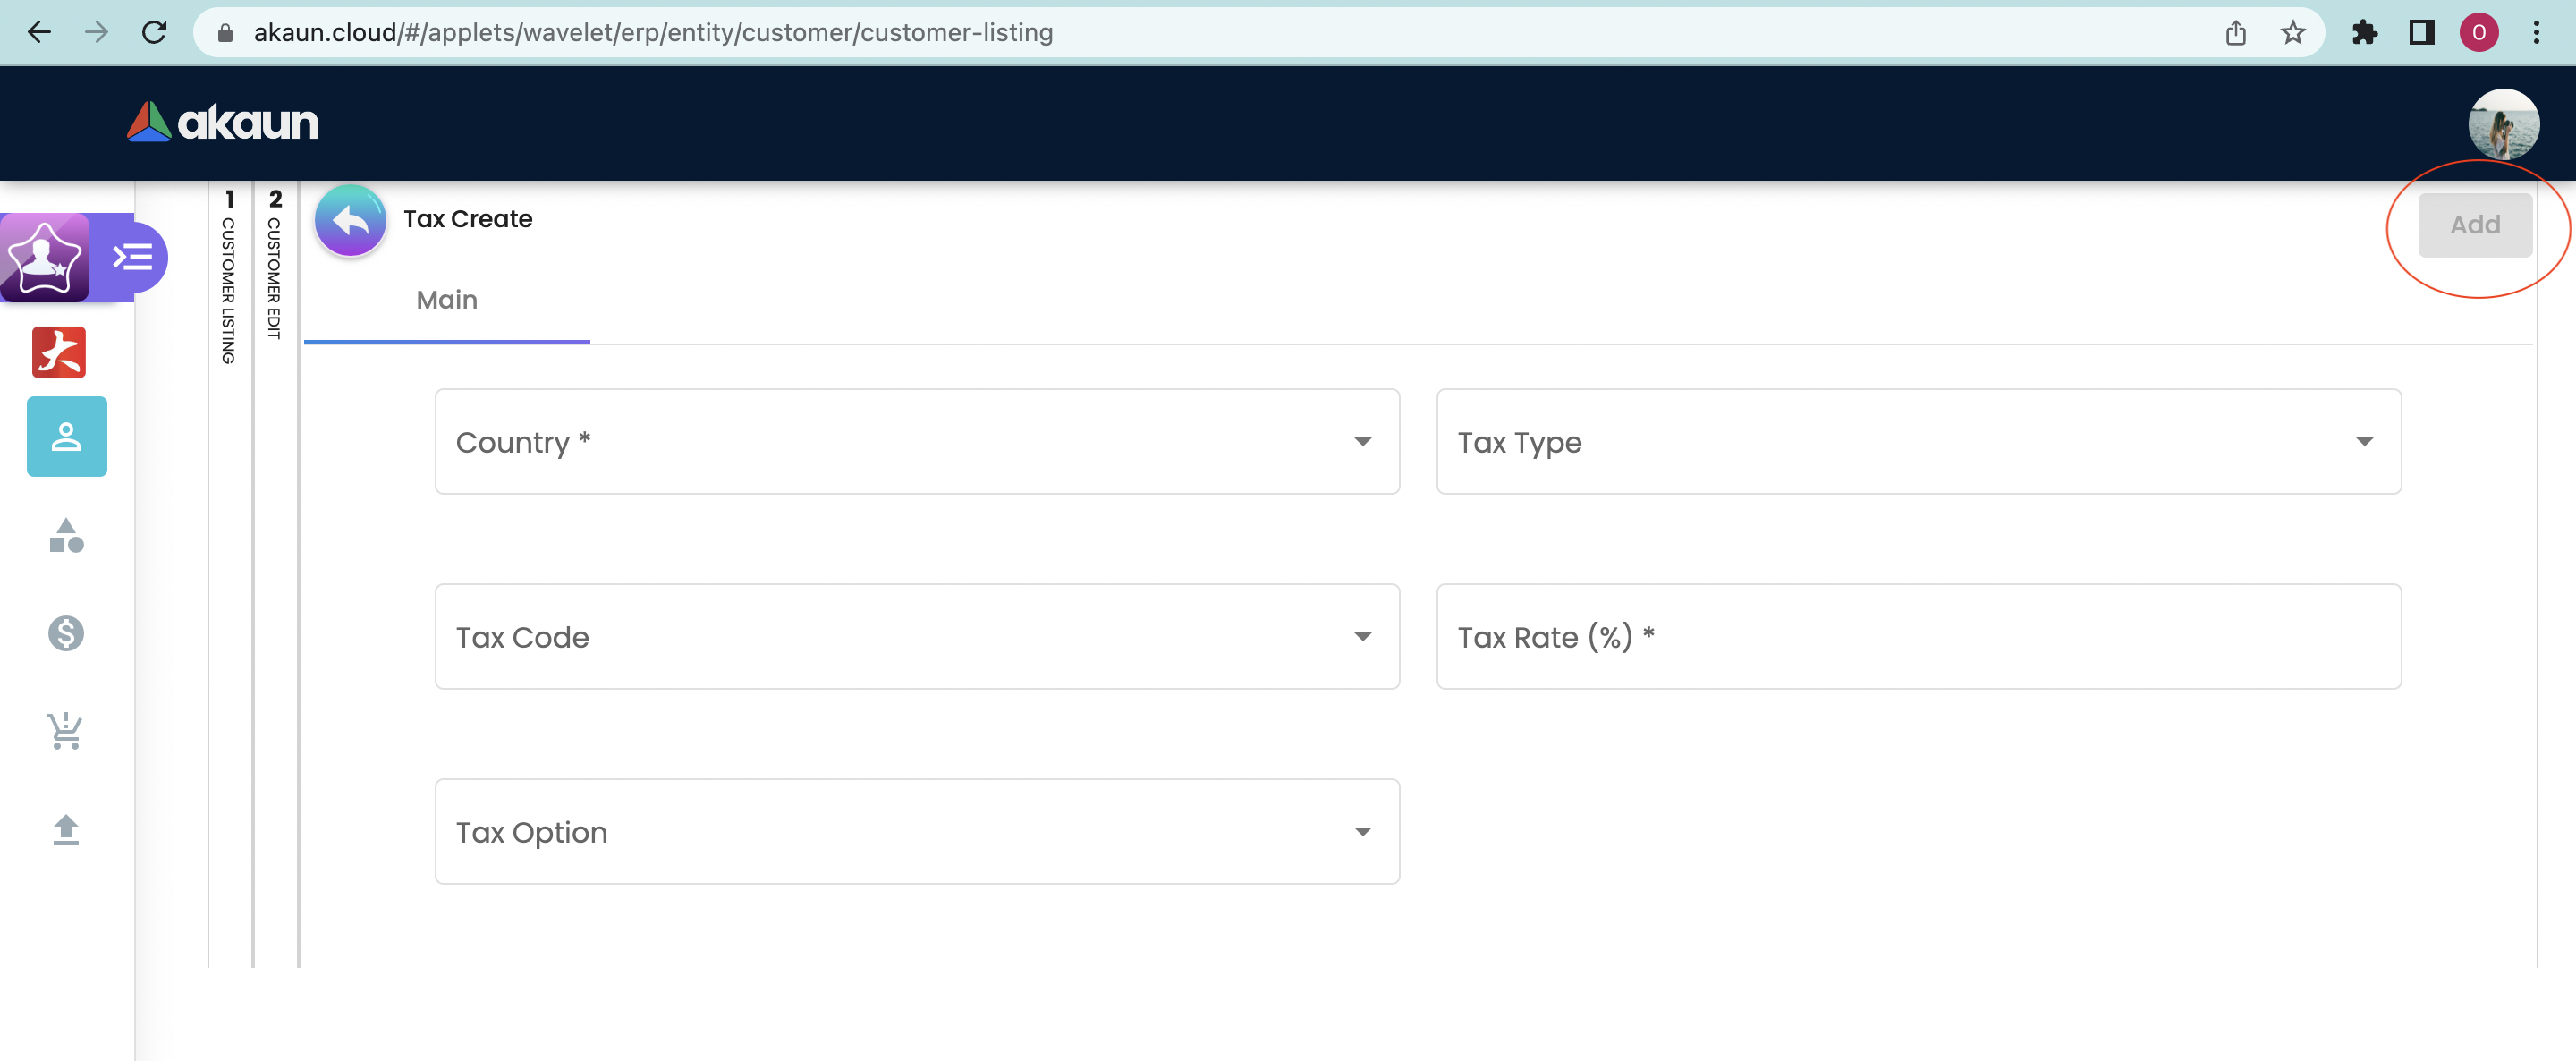 akaun.cloud/#/applets/wavelet/erp/entity/customer/customer-listing
O
akaun
1 CUSTOMER LISTING
2 CUSTOMER EDIT
Tax Create
Add
Main
Country *
Tax Type
Tax Code
Tax Rate (%) *
Tax Option